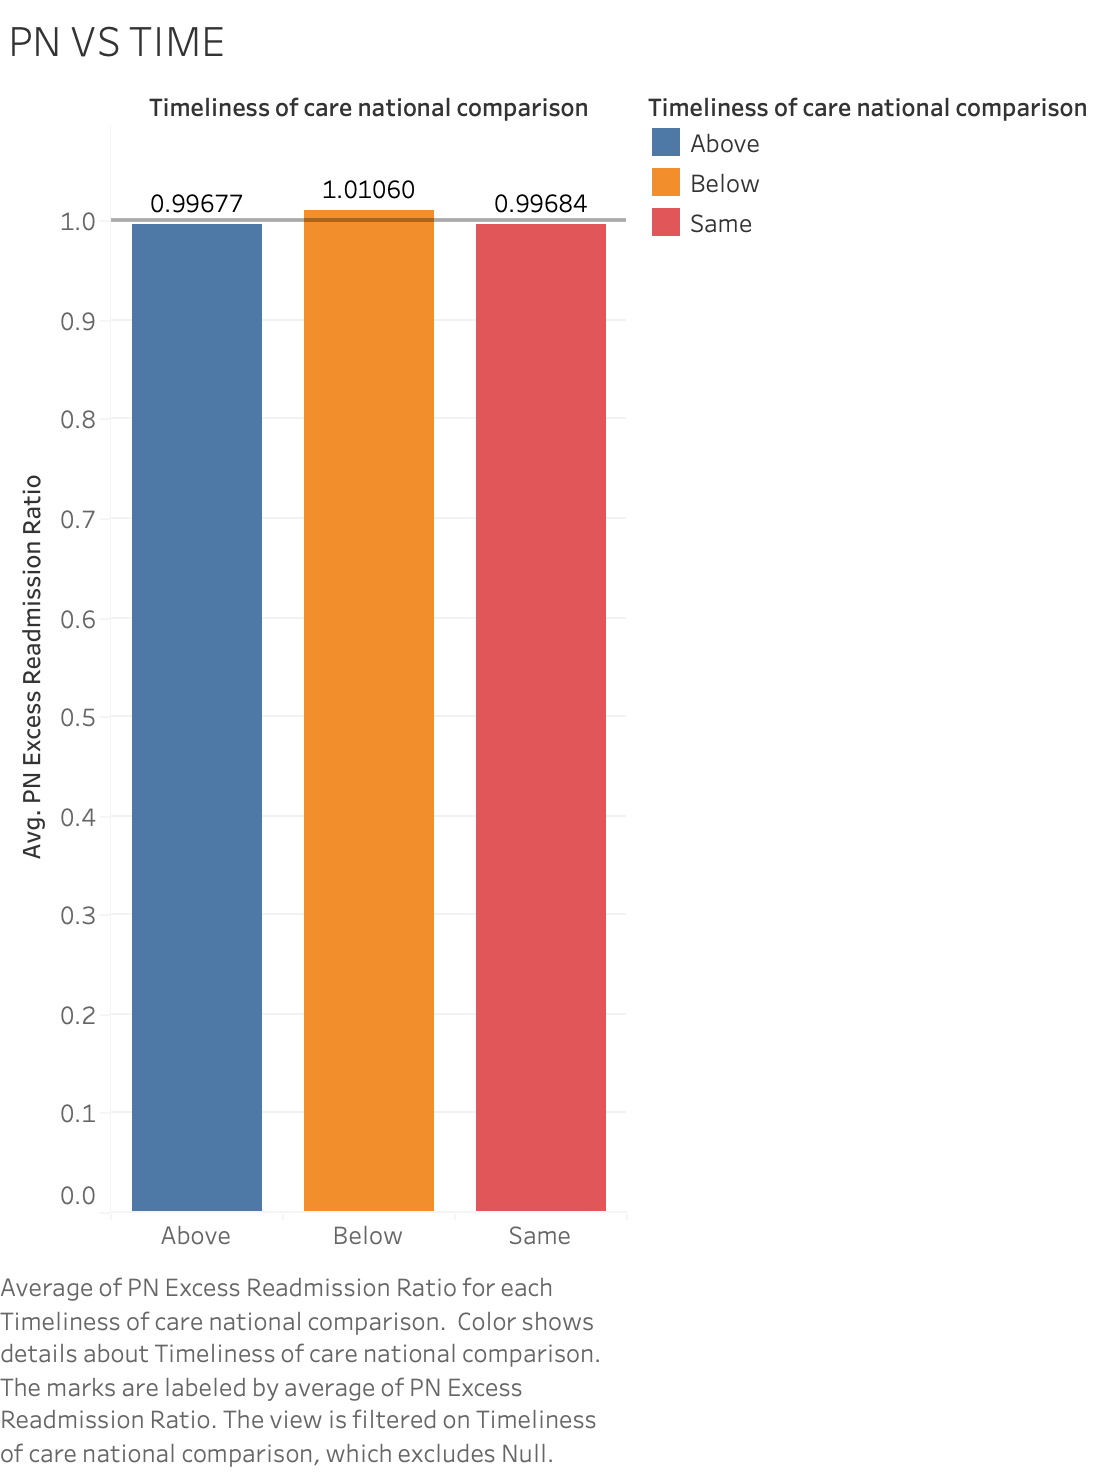 PN VS TIME
Timeliness of care national comparison
Timeliness of care national comparison
Above
Below
Same
0.99677
1.01060
0.99684
1.0
0.9
0.8
0.7
0.6
0.5
0.4
0.3
0.2
0.1
0.0
Avg. PN Excess Readmission Ratio
Above
Below
Same
Average of PN Excess Readmission Ratio for each
Timeliness of care national comparison.  Color shows
details about Timeliness of care national comparison.
The marks are labeled by average of PN Excess
Readmission Ratio. The view is filtered on Timeliness
of care national comparison, which excludes Null.